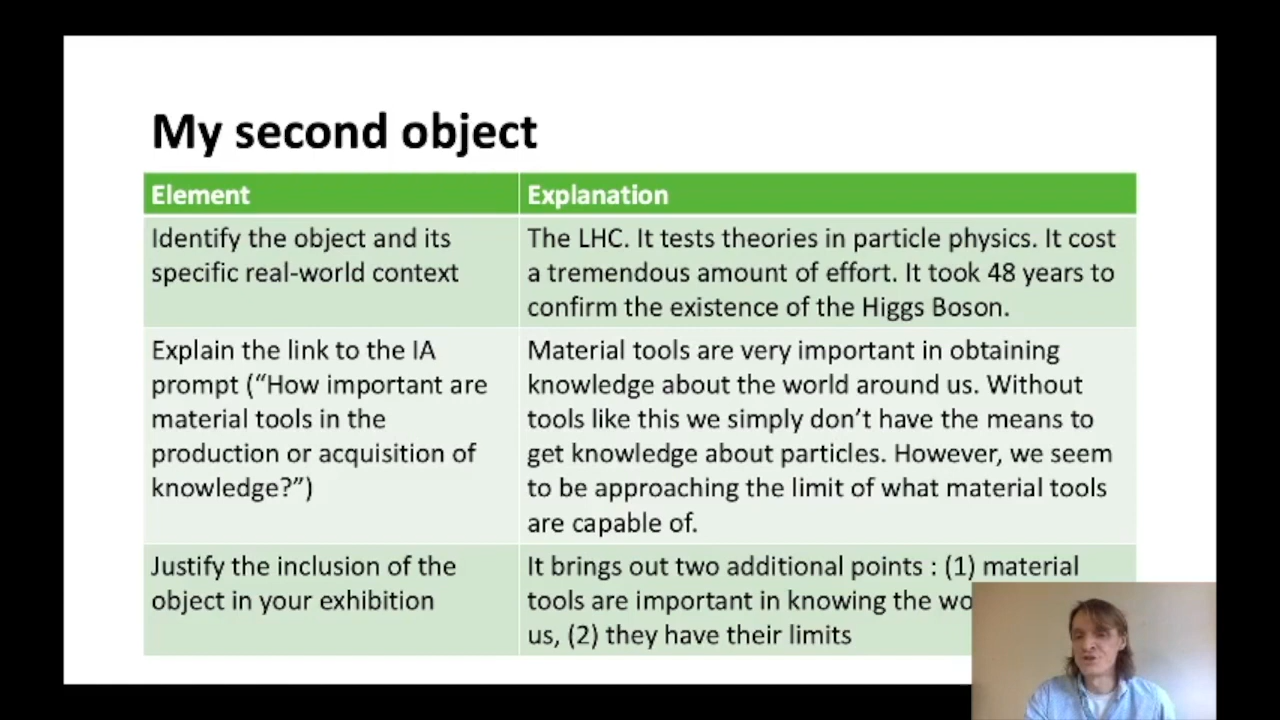 My second object
Element
Explanation
Identify the object and its
specific real-world context
The LHC. It tests theories in particle physics. It cost
a tremendous amount of effort. It took 48 years to
confirm the existence of the Higgs Boson.
Explain the link to the IA
prompt (“How important are
material tools in the
production or acquisition of
knowledge?”)
Material tools are very important in obtaining
knowledge about the world around us. Without
tools like this we simply don’t have the means to
get knowledge about particles. However, we seem
to be approaching the limit of what material tools
are capable of.
Justify the inclusion of the
object in your exhibition
It brings out two additional points : (1) material
tools are important in knowing the
us, (2) they have their limits